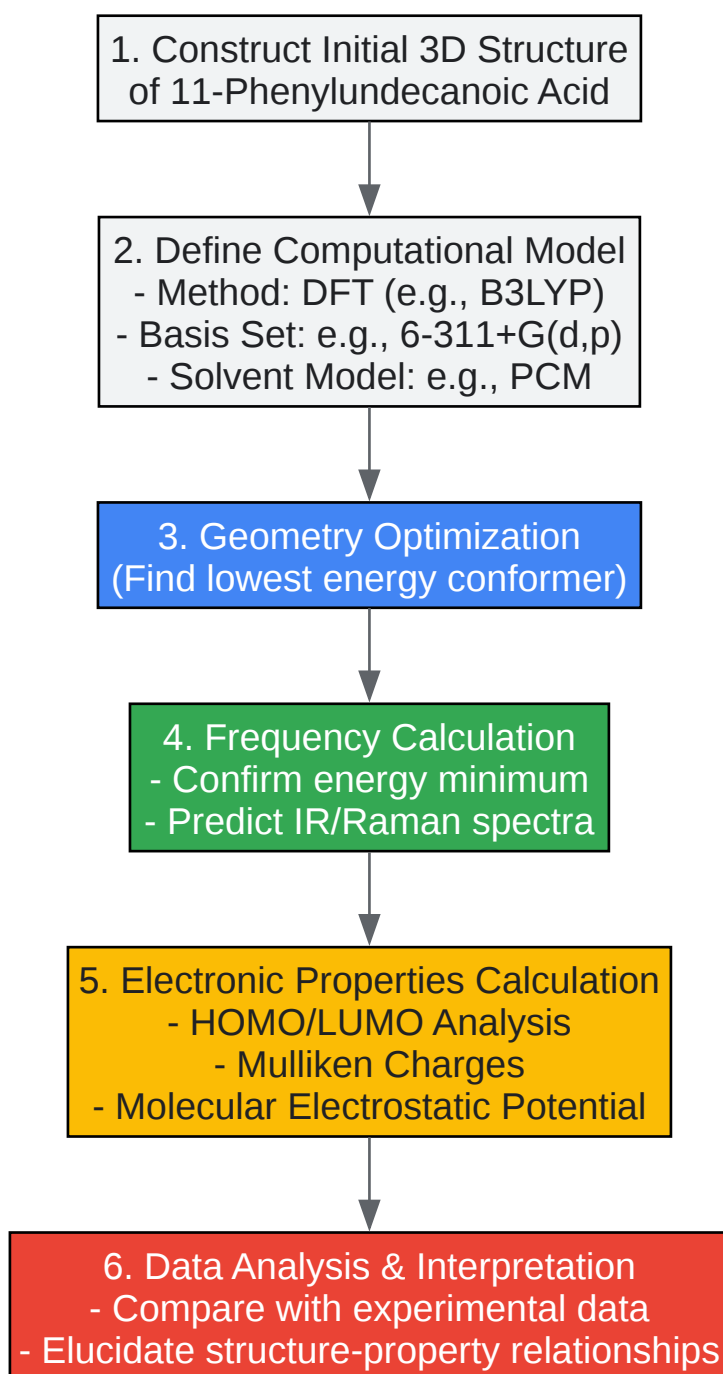 1. Construct Initial 3D Structure
of 11-Phenylundecanoic Acid
2. Define Computational Model
- Method: DFT (e.g., B3LYP)
- Basis Set: e.g., 6-311+G(d,p)
- Solvent Model: e.g., PCM
3. Geometry Optimization
(Find lowest energy conformer)
4. Frequency Calculation
- Confirm energy minimum
- Predict IR/Raman spectra
5. Electronic Properties Calculation
- HOMO/LUMO Analysis
- Mulliken Charges
- Molecular Electrostatic Potential
6. Data Analysis & Interpretation
- Compare with experimental data
- Elucidate structure-property relationships